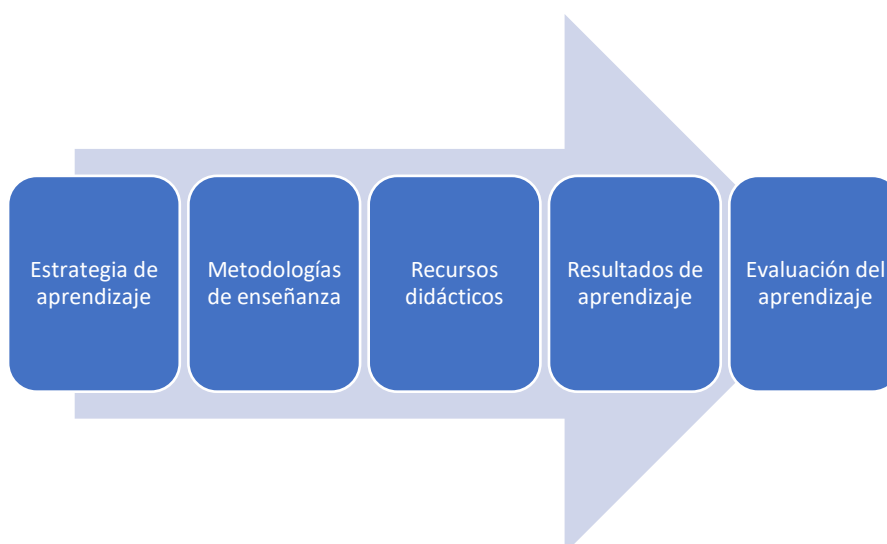 Estrategia de
aprendizaje
Metodologías
de enseñanza
Recursos
didácticos
Resultados de
aprendizaje
Evaluación del
aprendizaje